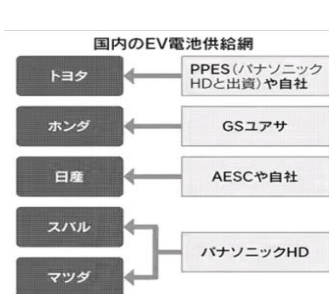 国内のEV電池供給網
トヨタ
PPES(パナソニック
HDと出資)や自社
ホンダ
GSユアサ
日産
AESCや自社
スバル
パナソニックHD
マツダ